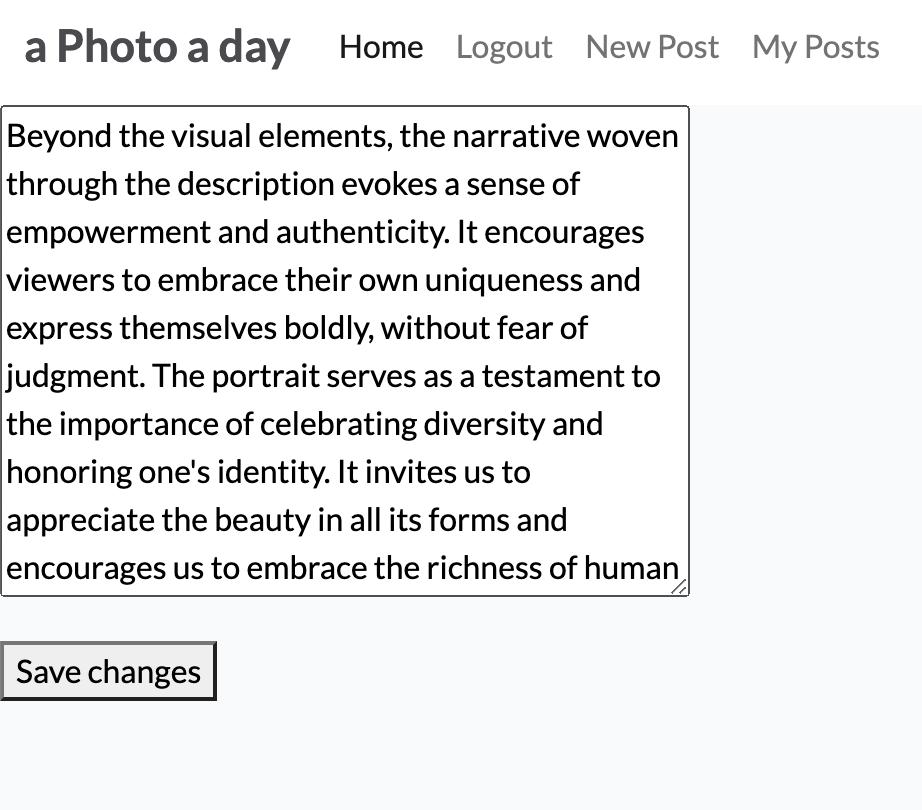 a Photo a day Home Logout New Post My Posts
Beyond the visual elements, the narrative woven
through the description evokes a sense of
empowerment and authenticity. It encourages
viewers to embrace their own uniqueness and
express themselves boldly, without fear of
judgment. The portrait serves as a testament to
the importance of celebrating diversity and
honoring one's identity. It invites us to
appreciate the beauty in all its forms and
encourages us to embrace the richness of human
Save changes